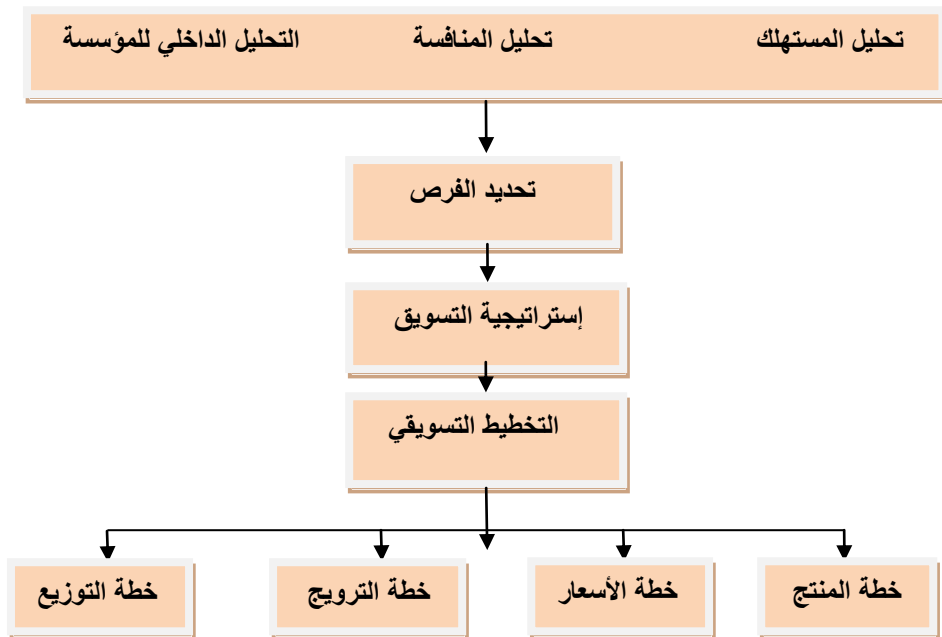 تحليل المستهلك تحليل المنافسة التحليل الداخلي للمؤسسة
تحديد الفرص
إستراتيجية التسويق
التخطيط التسويقي
خطة المنتج خطة الأسعار خطة الترويج خطة التوزيع